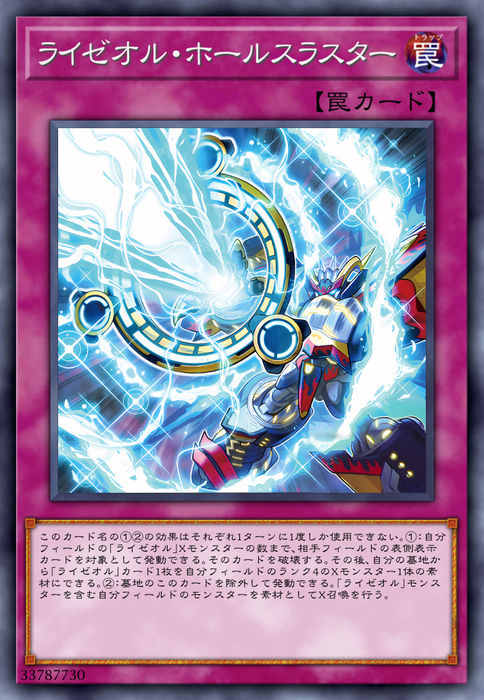 ライゼオル・ホールスラスター
トラップ
罠
【罠カード】
このカード名の①②の効果はそれぞれ1ターンに1度しか使用できない。①:自分
フィールドの「ライゼオル」Xモンスターの数まで、相手フィールドの表側表示
カードを対象として発動できる。そのカードを破壊する。その後、自分の墓地か
ら「ライゼオル」カード1枚を自分フィールドのランク4のXモンスター1体の素
材にできる。②:墓地のこのカードを除外して発動できる。「ライゼオル」モンス
ターを含む自分フィールドのモンスターを素材としてX召喚を行う。
33787730